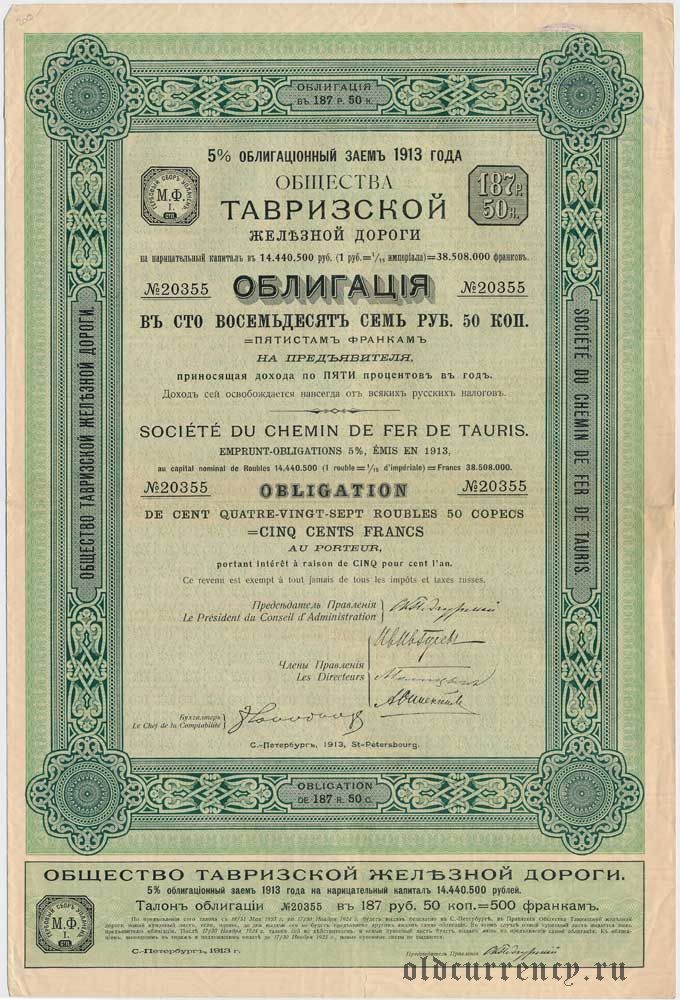 ОБЛИГАЦІЯ
ВЪ 187 Р. 50 К.
5% ОБЛИГАЦІОННЫЙ ЗАЕМЪ 1913 ГОДА
ОБЩЕСТВА
ТАВРИЗСКОЙ
ЖЕЛѢЗНОЙ ДОРОГИ
ГЕРБОВЫЙ СБОРЪ УПЛАЧЕНЪ
М.Ф.
I.
СПБ.
187 Р.
50 К.
на нарицательный капиталъ въ 14.440.500 руб. (1 руб.=1/15 имперіала)=38.508.000 франковъ.
№20355 ОБЛИГАЦІЯ №20355
ВЪ СТО ВОСЕМЬДЕСЯТЪ СЕМЬ РУБ. 50 КОП.
=ПЯТИСТАМЪ ФРАНКАМЪ
НА ПРЕДЪЯВИТЕЛЯ,
приносящая дохода по ПЯТИ процентовъ въ годъ.
Доходъ сей освобождается навсегда отъ всякихъ русскихъ налоговъ.
SOCIÉTÉ DU CHEMIN DE FER DE TAURIS.
EMPRUNT-OBLIGATIONS 5%, ÉMIS EN 1913,
au capital nominal de Roubles 14.440.500 (1 rouble=1/15 d'impériale)=Francs 38.508.000.
№20355 OBLIGATION №20355
DE CENT QUATRE-VINGT-SEPT ROUBLES 50 COPECS
=CINQ CENTS FRANCS
AU PORTEUR,
portant intérêt à raison de CINQ pour cent l'an.
Ce revenu est exempt à tout jamais de tous les impôts et taxes russes.
Предсѣдатель Правленія
Le Président du Conseil d'Administration
Члены Правленія
Les Directeurs
Бухгалтеръ
Le Chef de la Comptabilité
С.-Петербургъ, 1913, St-Pétersbourg.
ОБЩЕСТВО ТАВРИЗСКОЙ ЖЕЛѢЗНОЙ ДОРОГИ.
SOCIÉTÉ DU CHEMIN DE FER DE TAURIS.
OBLIGATION
DE 187 R. 50 C.
ОБЩЕСТВО ТАВРИЗСКОЙ ЖЕЛѢЗНОЙ ДОРОГИ.
5% облигаціонный заемъ 1913 года на нарицательный капиталъ 14.440.500 рублей.
Талонъ облигаціи №20355 въ 187 руб. 50 коп.=500 франкамъ.
ГЕРБОВЫЙ СБОРЪ УПЛАЧЕНЪ
М.Ф.
I.
СПБ.
С.-Петербургъ, 1913 г.
Предсѣдатель Правленія
oldcurrency.ru